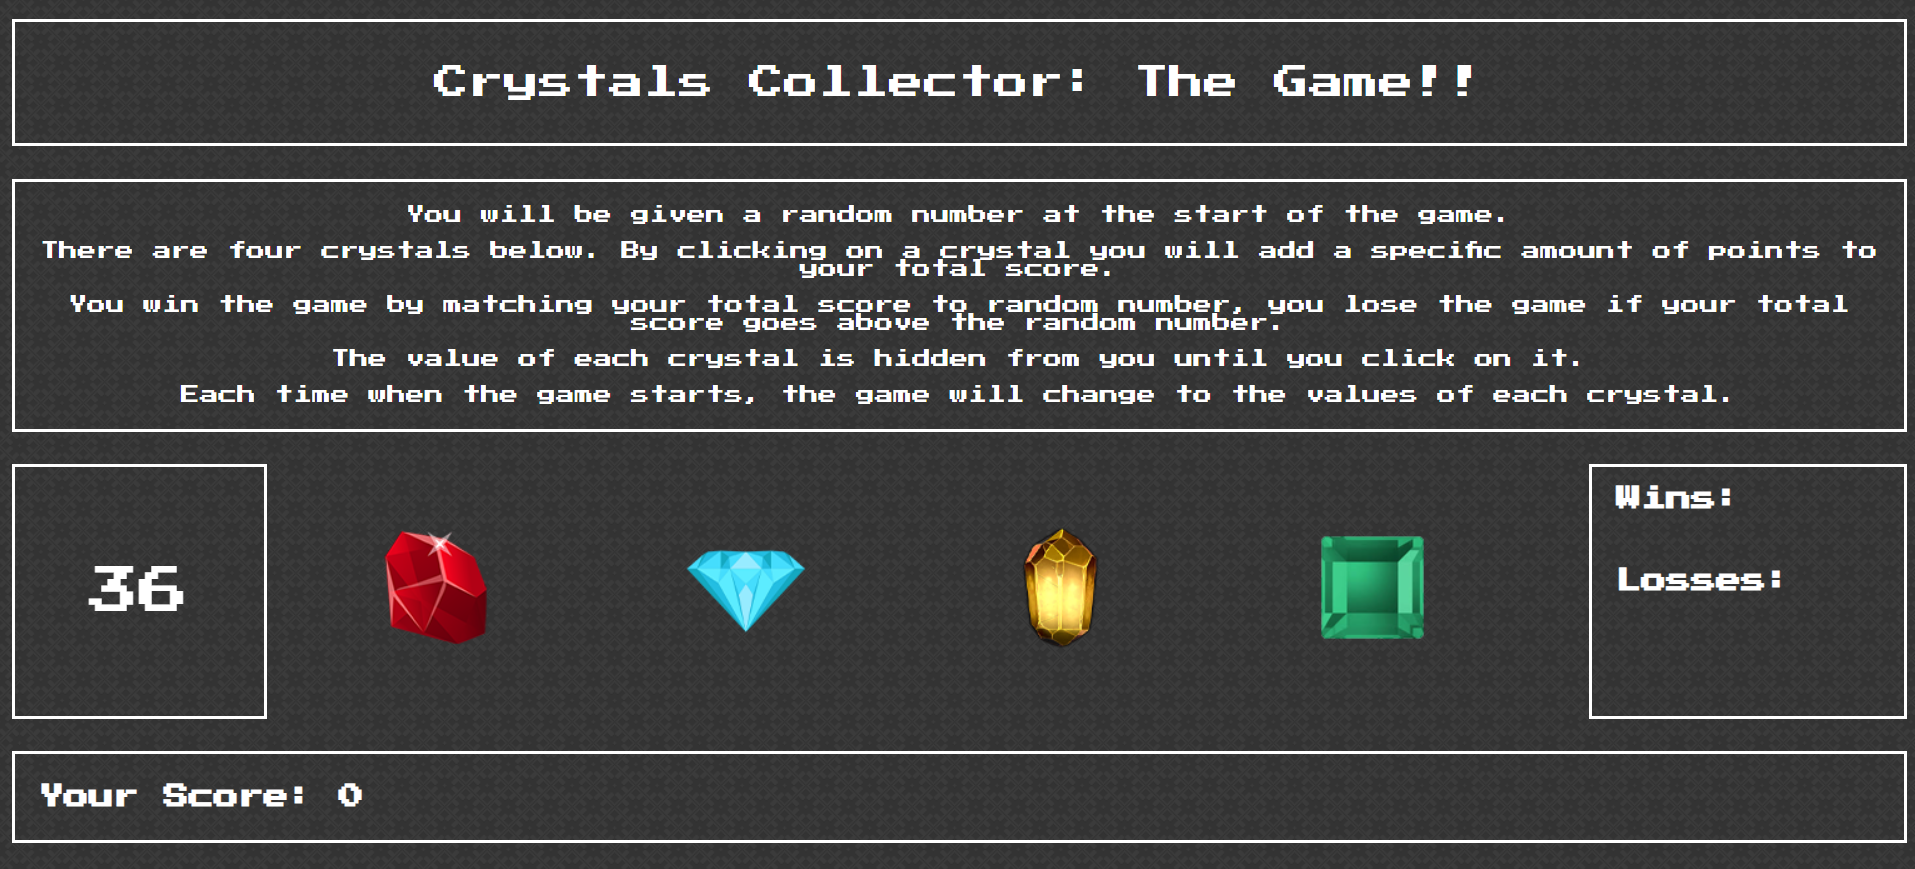 Crystals Collector: The Game!!
You will be given a random number at the start of the game.
There are four crystals below. By clicking on a crystal you will add a specific amount of points to
your total score.
You win the game by matching your total score to random number, you lose the game if your total
score goes above the random number.
The value of each crystal is hidden from you until you click on it.
Each time when the game starts, the game will change to the values of each crystal.
36
Wins:
Losses:
Your Score: 0